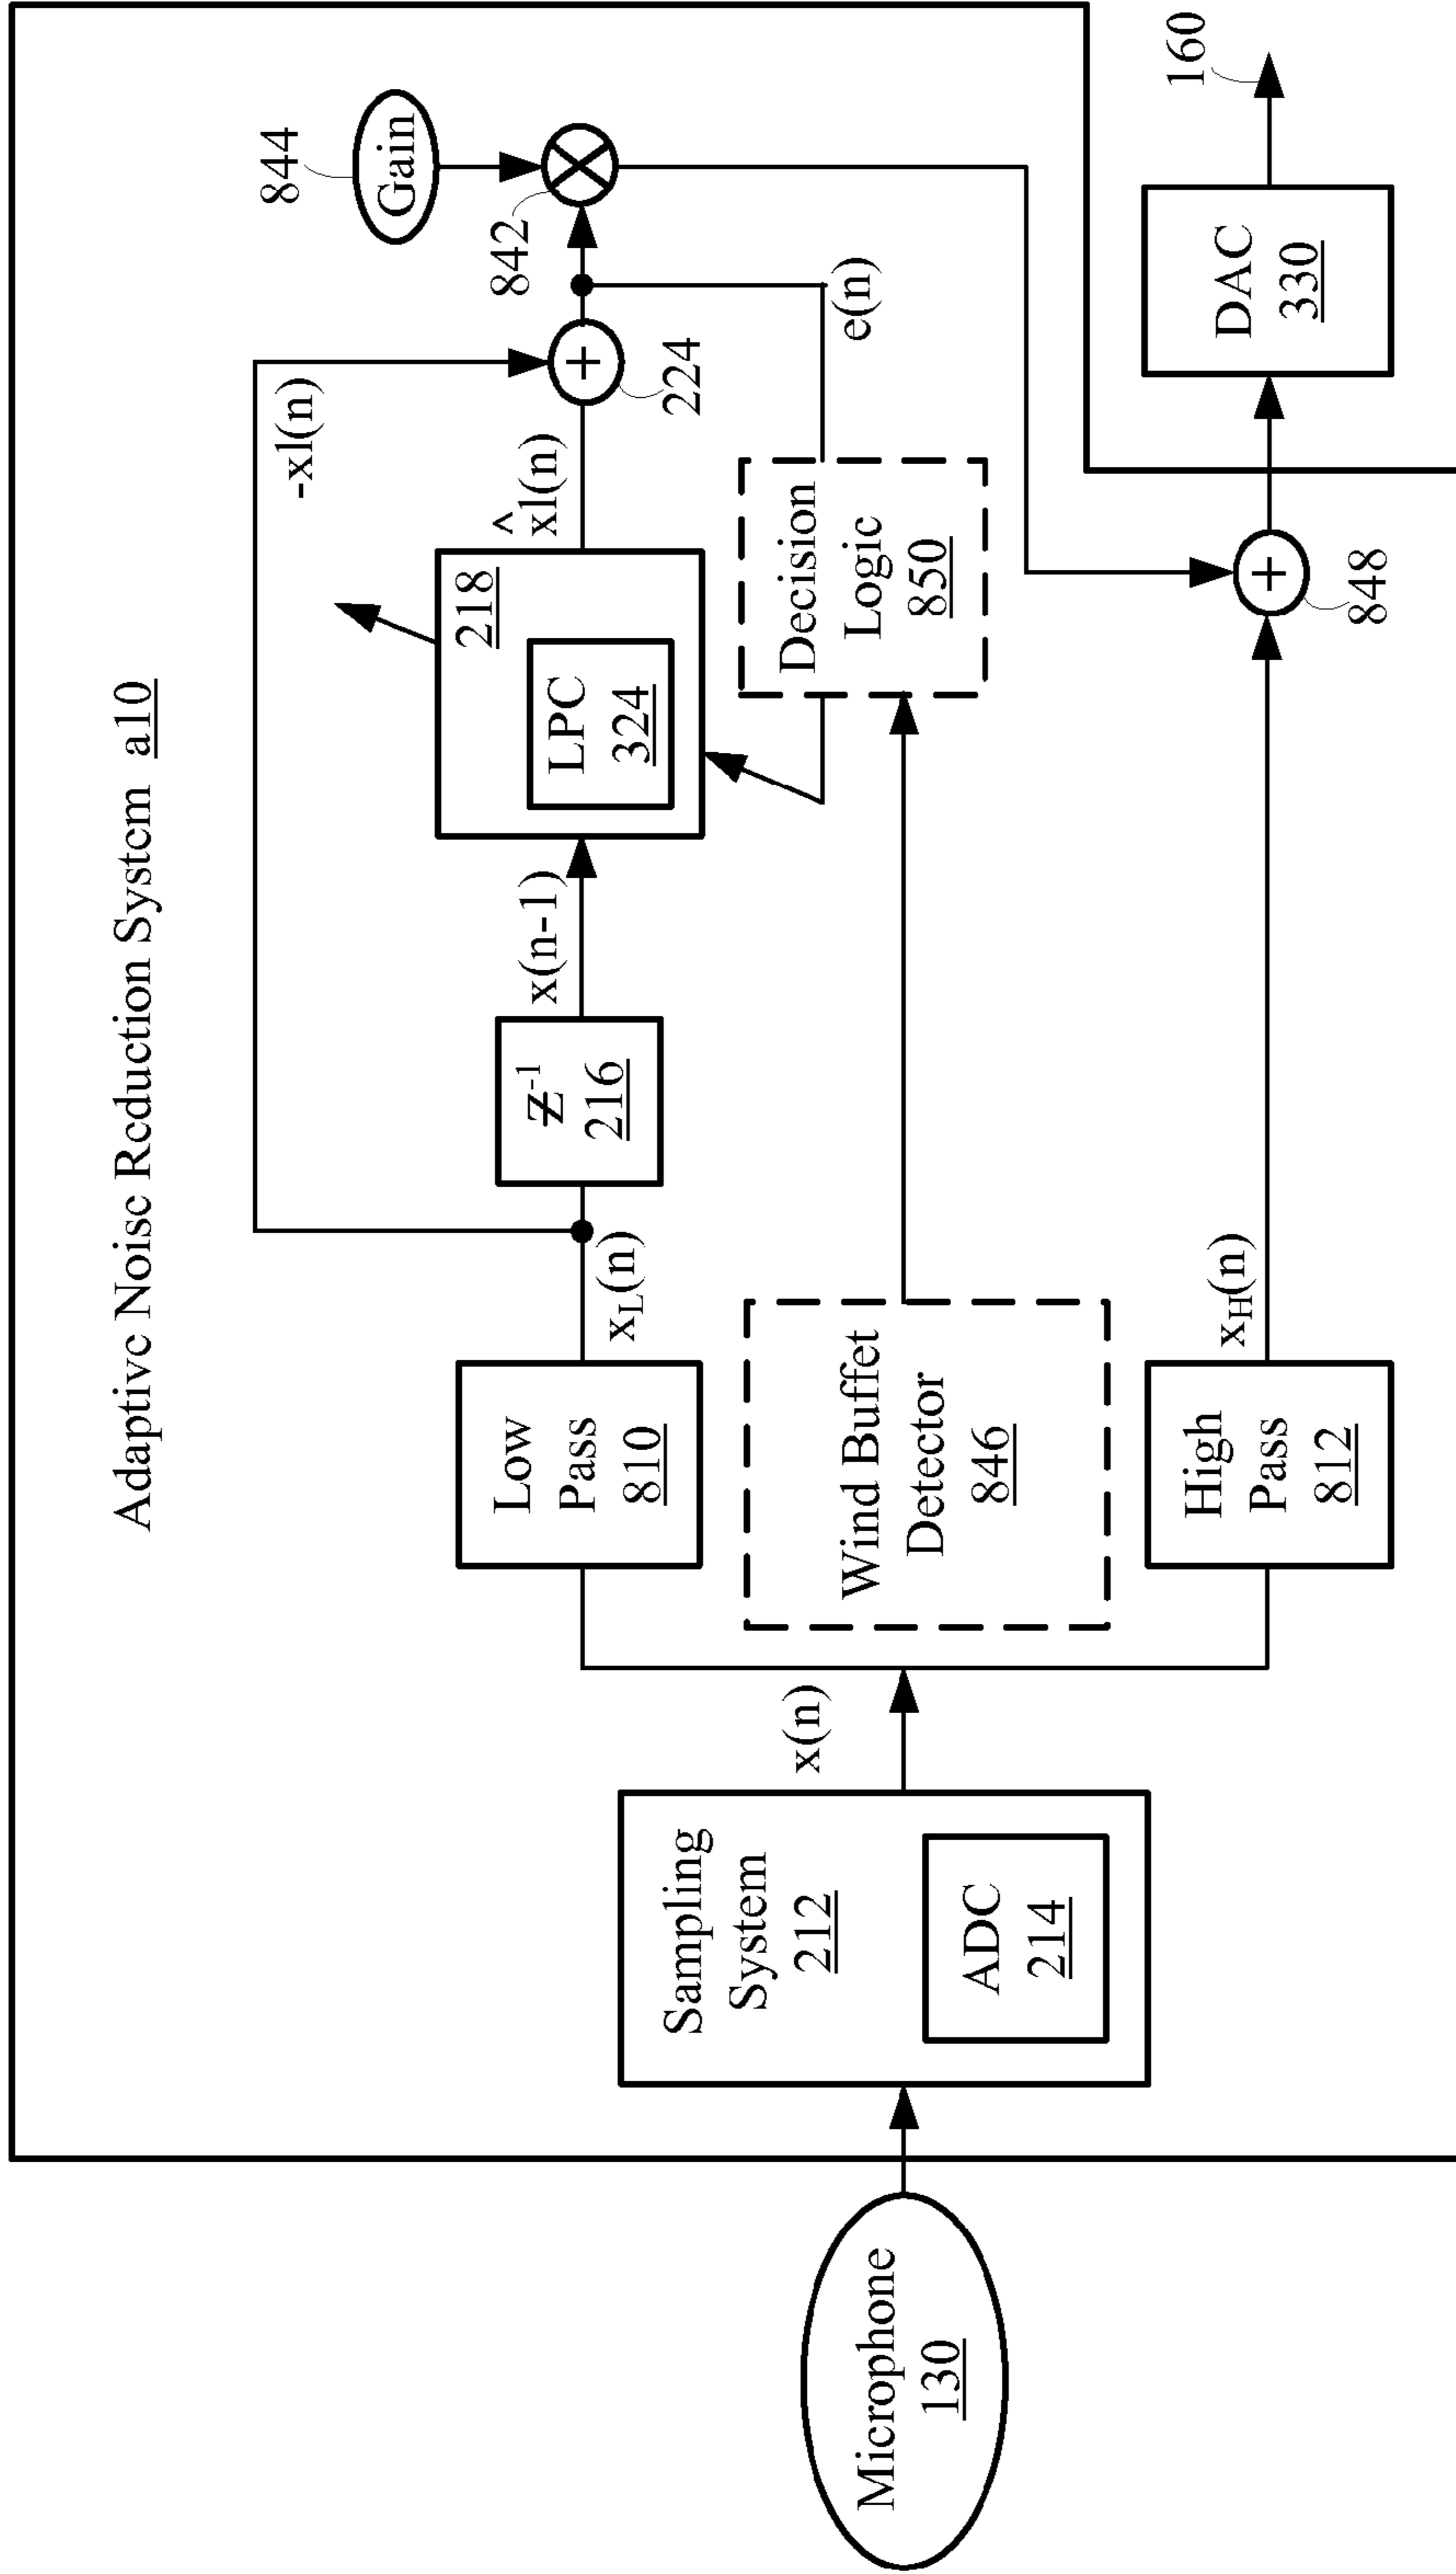 Adaptive Noise Reduction System a10
Microphone
130
Sampling
System
212
ADC
214
x(n)
Low
Pass
810
xL(n)
Wind Buffet
Detector
846
High
Pass
812
xH(n)
Z-1
216
x(n-1)
218
LPC
324
^
xl(n)
-xl(n)
224
Decision
Logic
850
e(n)
842
Gain
844
848
DAC
330
160